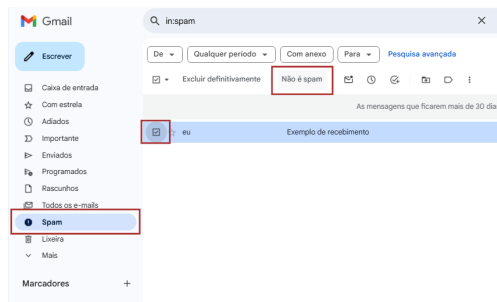 Gmail
in:spam
Escrever
De
Qualquer período
Com anexo
Para
Pesquisa avançada
Excluir definitivamente
Não é spam
As mensagens que ficarem mais de 30 dia
eu
Exemplo de recebimento
Caixa de entrada
Com estrela
Adiados
Importante
Enviados
Programados
Rascunhos
Todos os e-mails
Spam
Lixeira
Mais
Marcadores